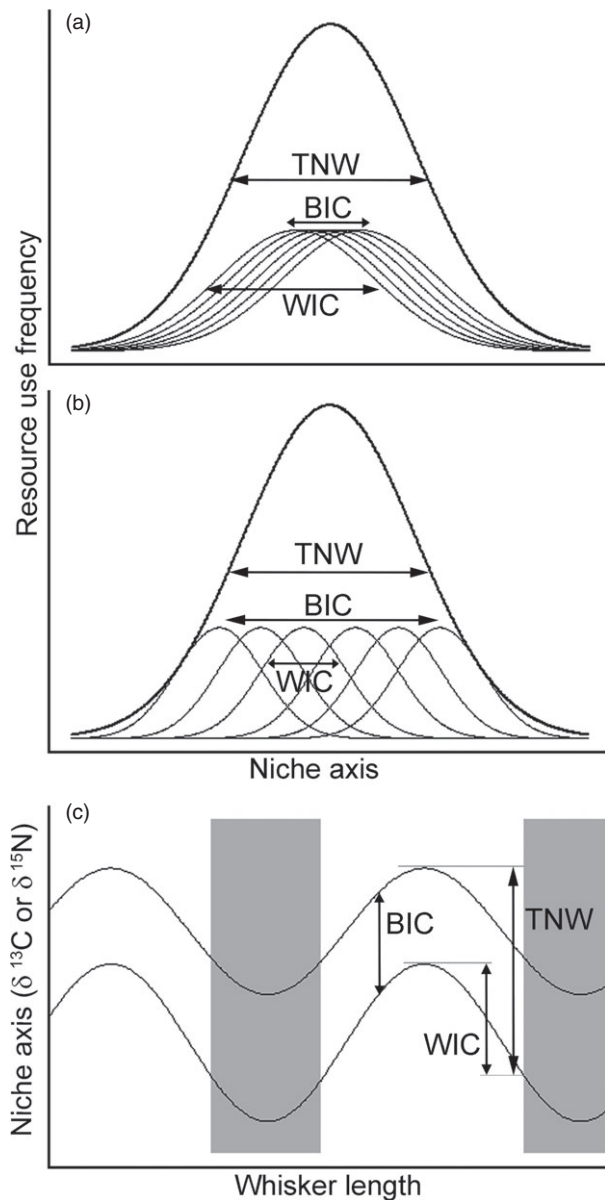 (a)
TNW
BIC
WIC
Resource use frequency
(b)
TNW
BIC
WIC
Niche axis
(c)
Niche axis (δ ¹³C or δ ¹⁵N)
BIC
TNW
WIC
Whisker length